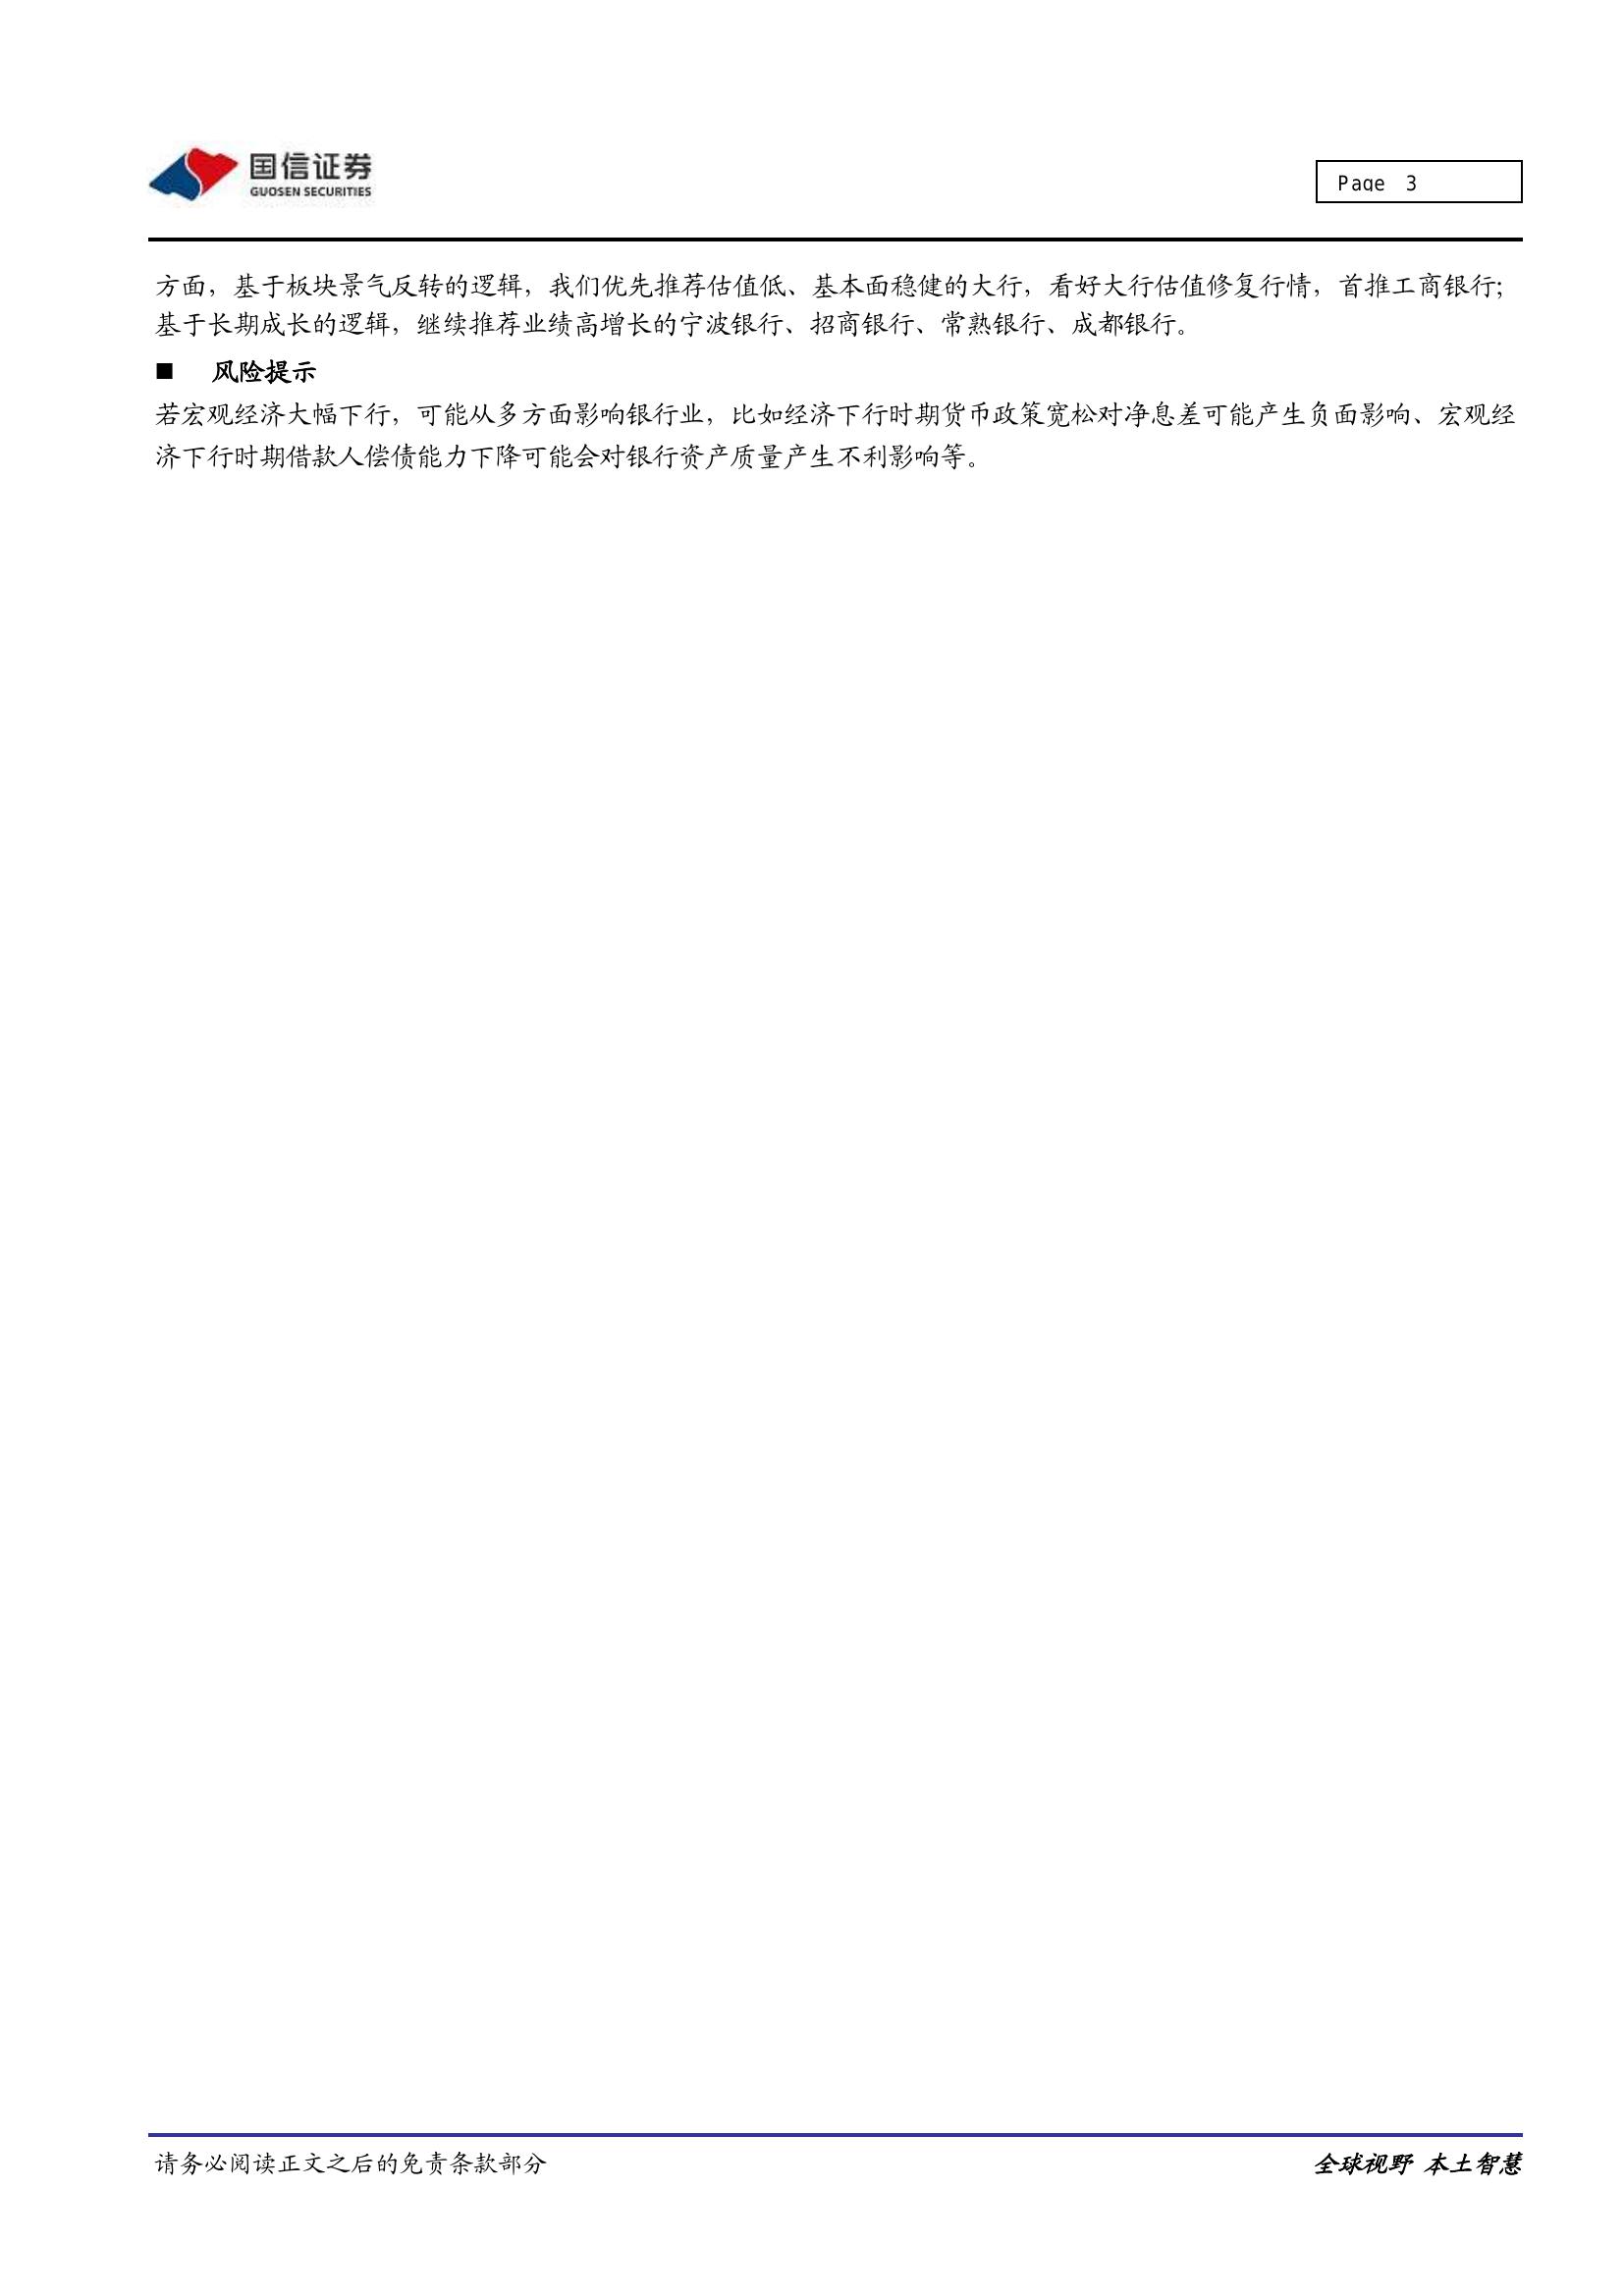 国信证券
GUOSEN SECURITIES
Page 3
方面，基于板块景气反转的逻辑，我们优先推荐估值低、基本面稳健的大行，看好大行估值修复行情，首推工商银行；
基于长期成长的逻辑，继续推荐业绩高增长的宁波银行、招商银行、常熟银行、成都银行。
■ 风险提示
若宏观经济大幅下行，可能从多方面影响银行业，比如经济下行时期货币政策宽松对净息差可能产生负面影响、宏观经
济下行时期借款人偿债能力下降可能会对银行资产质量产生不利影响等。
请务必阅读正文之后的免责条款部分
全球视野 本土智慧